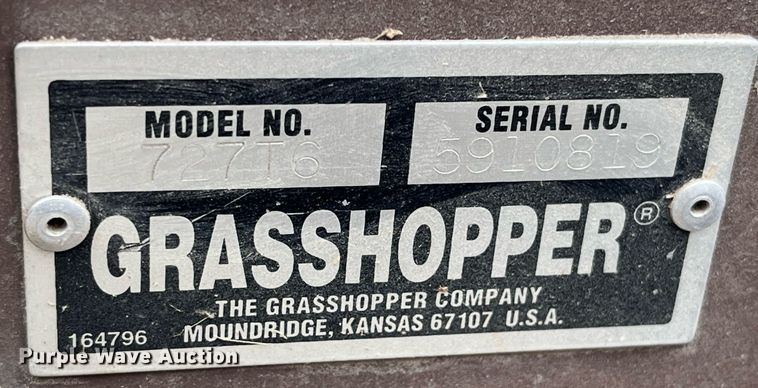 MODEL NO. SERIAL NO.
727T6 5910819
GRASSHOPPER®
THE GRASSHOPPER COMPANY
164796 MOUNDRIDGE, KANSAS 67107 U.S.A.
Purple Wave Auction